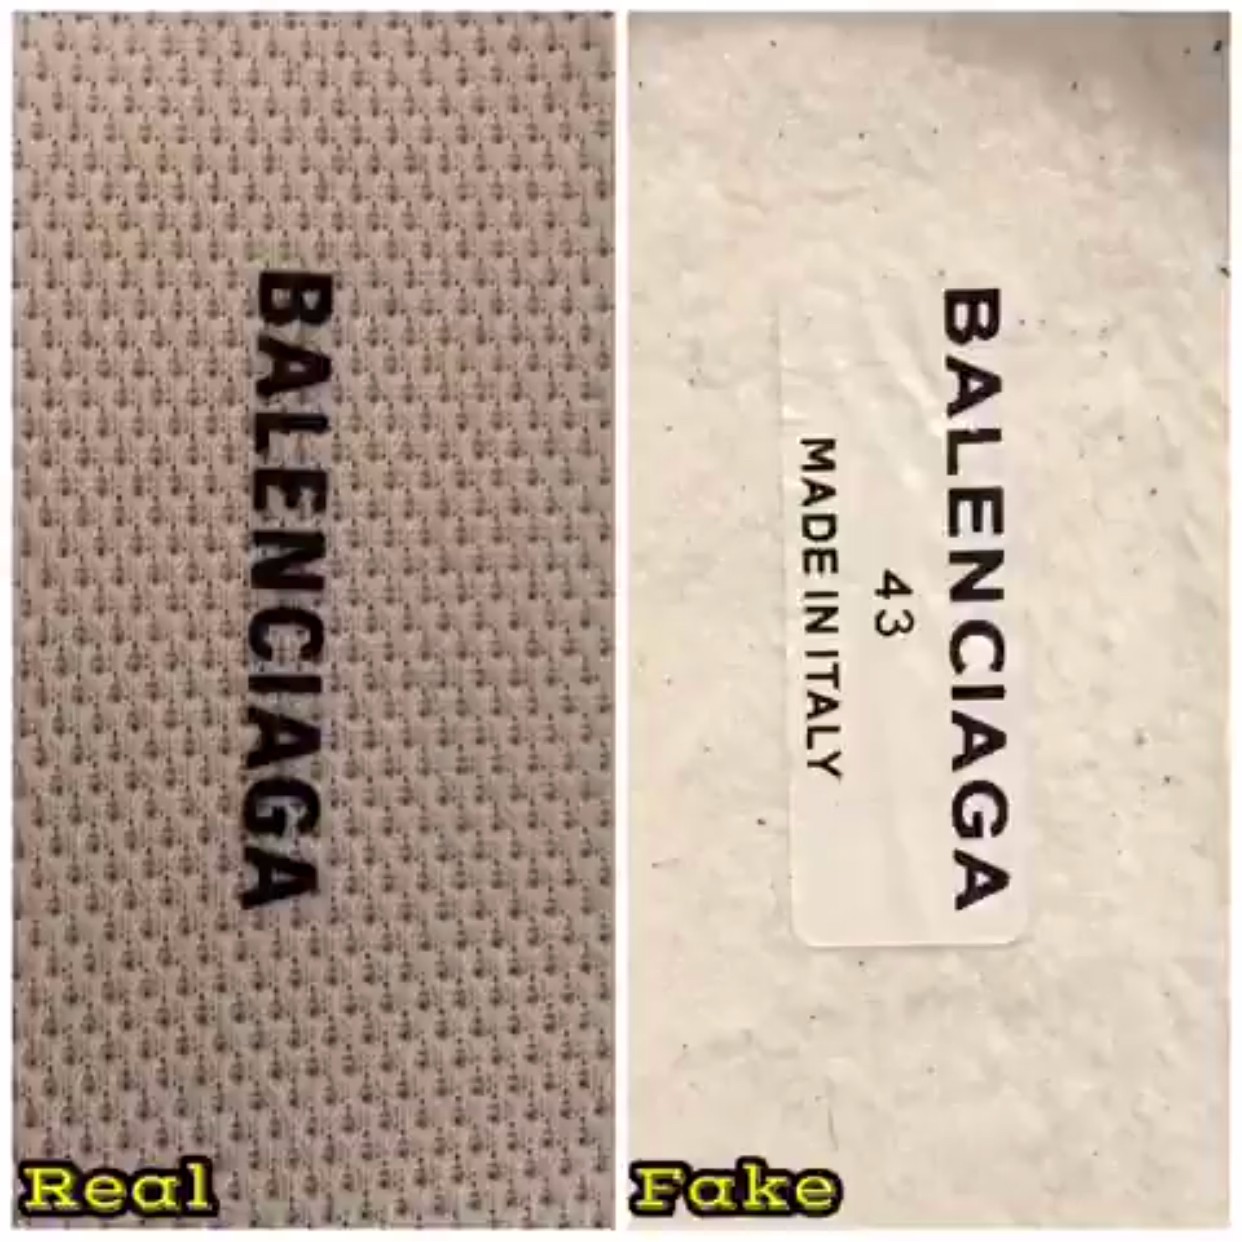 BALENCIAGA
Real
BALENCIAGA
43
MADE IN ITALY
Fake